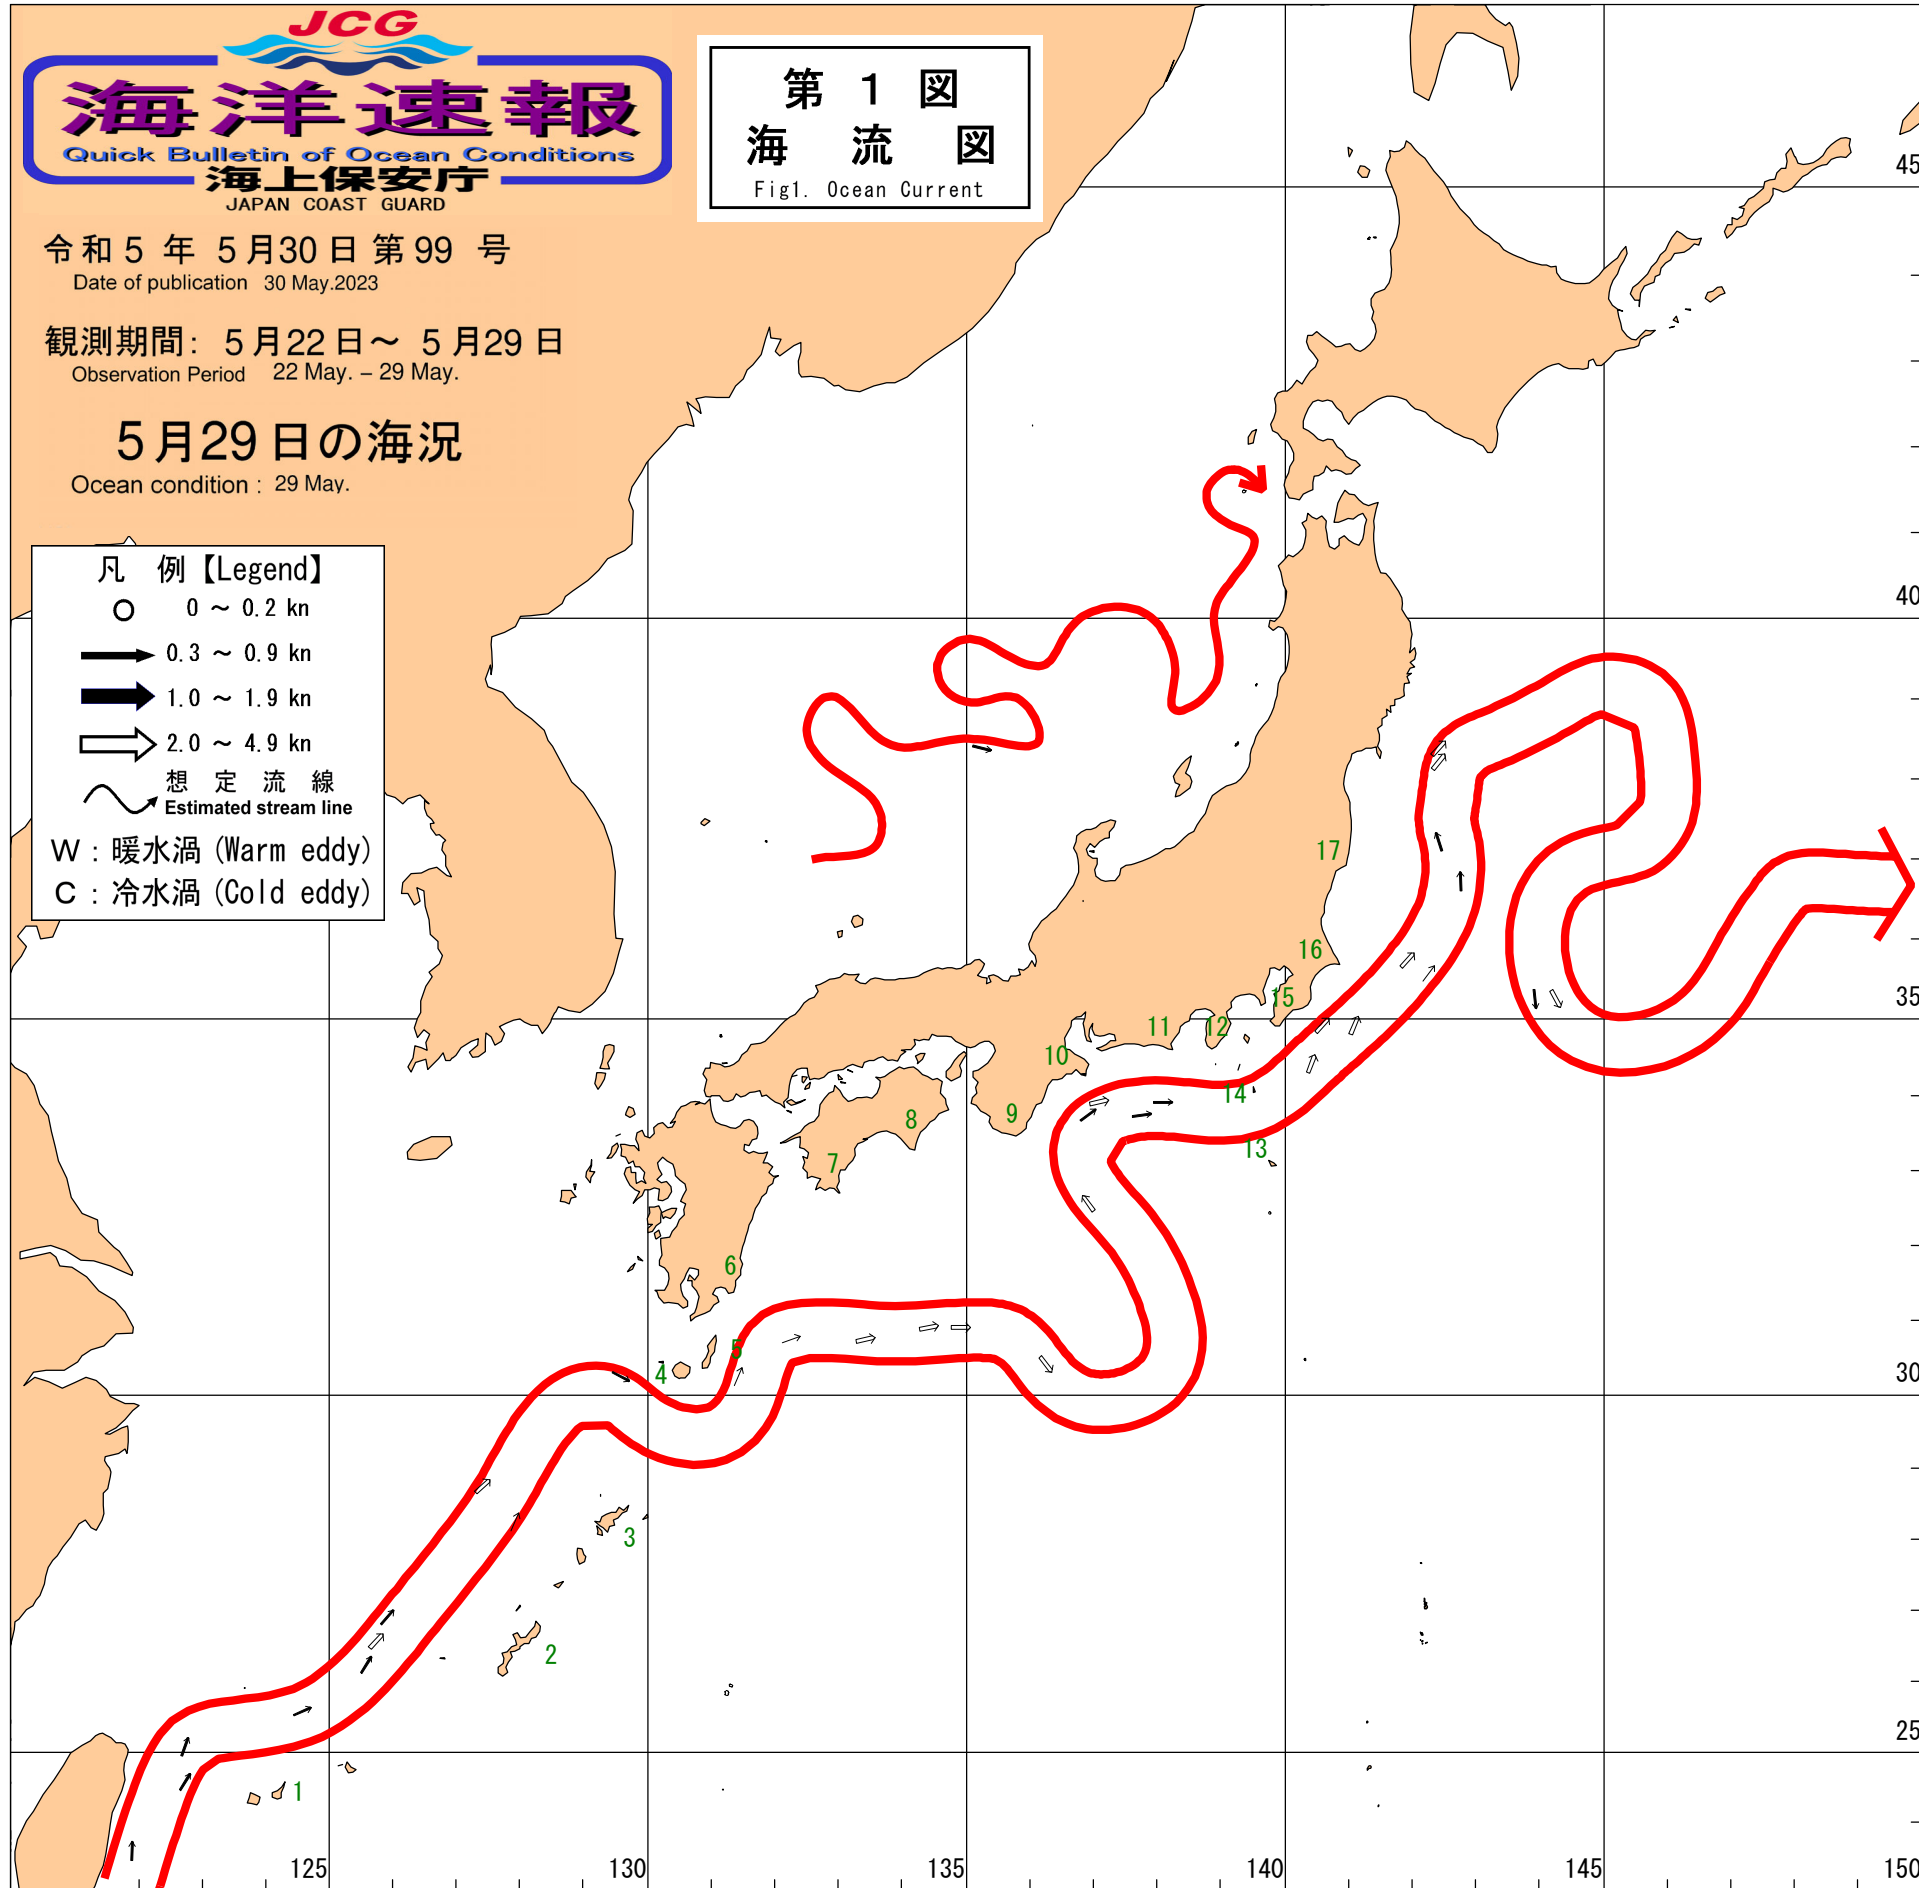 JCG
海洋速報
Quick Bulletin of Ocean Conditions
海上保安庁
JAPAN COAST GUARD
第 1 図
海 流 図
Fig1. Ocean Current
令和 5 年 5月30日 第99 号
Date of publication 30 May.2023
観測期間: 5月22日～ 5月29日
Observation Period 22 May. – 29 May.
5月29日の海況
Ocean condition : 29 May.
凡 例【Legend】
0 ～ 0.2 kn
0.3 ～ 0.9 kn
1.0 ～ 1.9 kn
2.0 ～ 4.9 kn
想 定 流 線
Estimated stream line
W : 暖水渦 (Warm eddy)
C : 冷水渦 (Cold eddy)
45
40
35
30
25
17
16
15
12
11
10
14
13
9
8
7
6
5
4
3
2
1
125
130
135
140
145
150